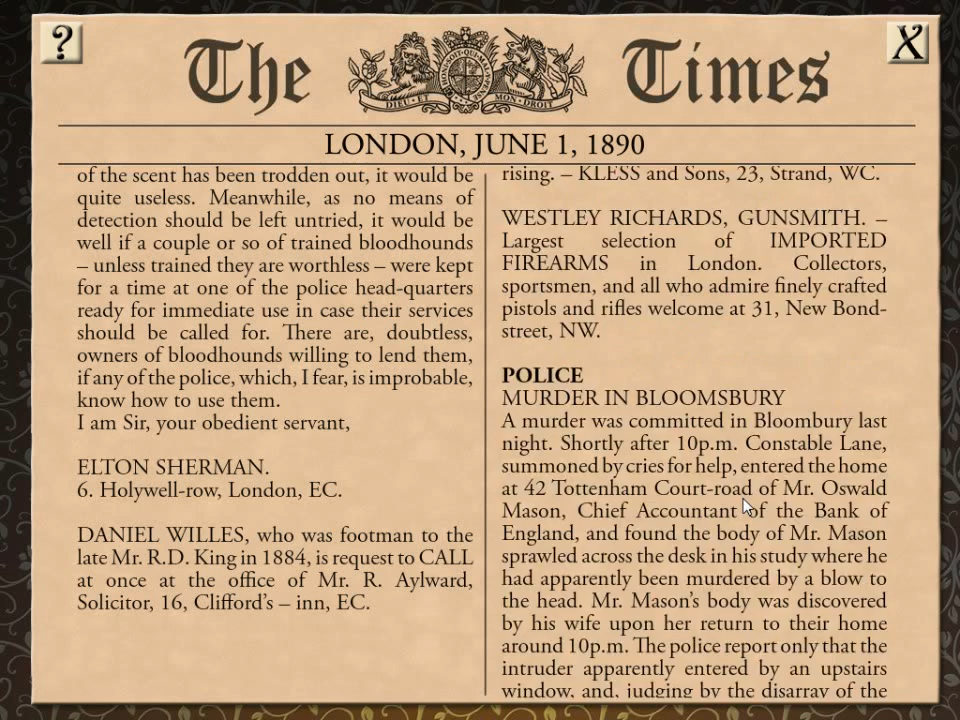 ?
X
The Times
DIEU · ET MON · DROIT
LONDON, JUNE 1, 1890
of the scent has been trodden out, it would be
quite useless. Meanwhile, as no means of
detection should be left untried, it would be
well if a couple or so of trained bloodhounds
– unless trained they are worthless – were kept
for a time at one of the police head-quarters
ready for immediate use in case their services
should be called for. There are, doubtless,
owners of bloodhounds willing to lend them,
if any of the police, which, I fear, is improbable,
know how to use them.
I am Sir, your obedient servant,
ELTON SHERMAN.
6. Holywell-row, London, EC.
DANIEL WILLES, who was footman to the
late Mr. R.D. King in 1884, is request to CALL
at once at the office of Mr. R. Aylward,
Solicitor, 16, Clifford's – inn, EC.
rising. – KLESS and Sons, 23, Strand, WC.
WESTLEY RICHARDS, GUNSMITH. –
Largest selection of IMPORTED
FIREARMS in London. Collectors,
sportsmen, and all who admire finely crafted
pistols and rifles welcome at 31, New Bond-
street, NW.
POLICE
MURDER IN BLOOMSBURY
A murder was committed in Bloombury last
night. Shortly after 10p.m. Constable Lane,
summoned by cries for help, entered the home
at 42 Tottenham Court-road of Mr. Oswald
Mason, Chief Accountant of the Bank of
England, and found the body of Mr. Mason
sprawled across the desk in his study where he
had apparently been murdered by a blow to
the head. Mr. Mason's body was discovered
by his wife upon her return to their home
around 10p.m. The police report only that the
intruder apparently entered by an upstairs
window, and, judging by the disarray of the